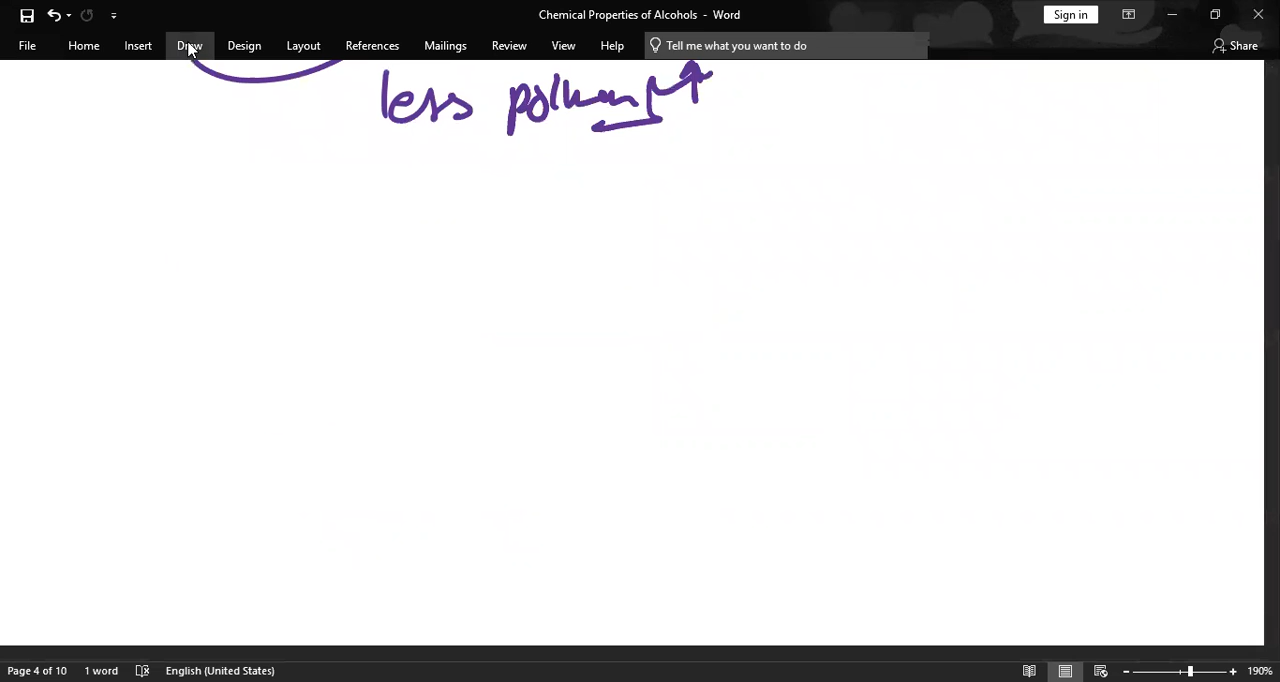 Chemical Properties of Alcohols - Word
Sign in
File Home Insert Draw Design Layout References Mailings Review View Help Tell me what you want to do Share
less
Page 4 of 10 1 word English (United States) 190%